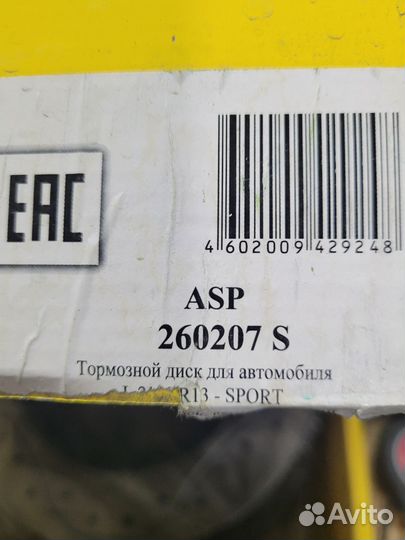 EAC
4 602009 429248
ASP
260207 S
Тормозной диск для автомобиля
R13 - SPORT
Avito